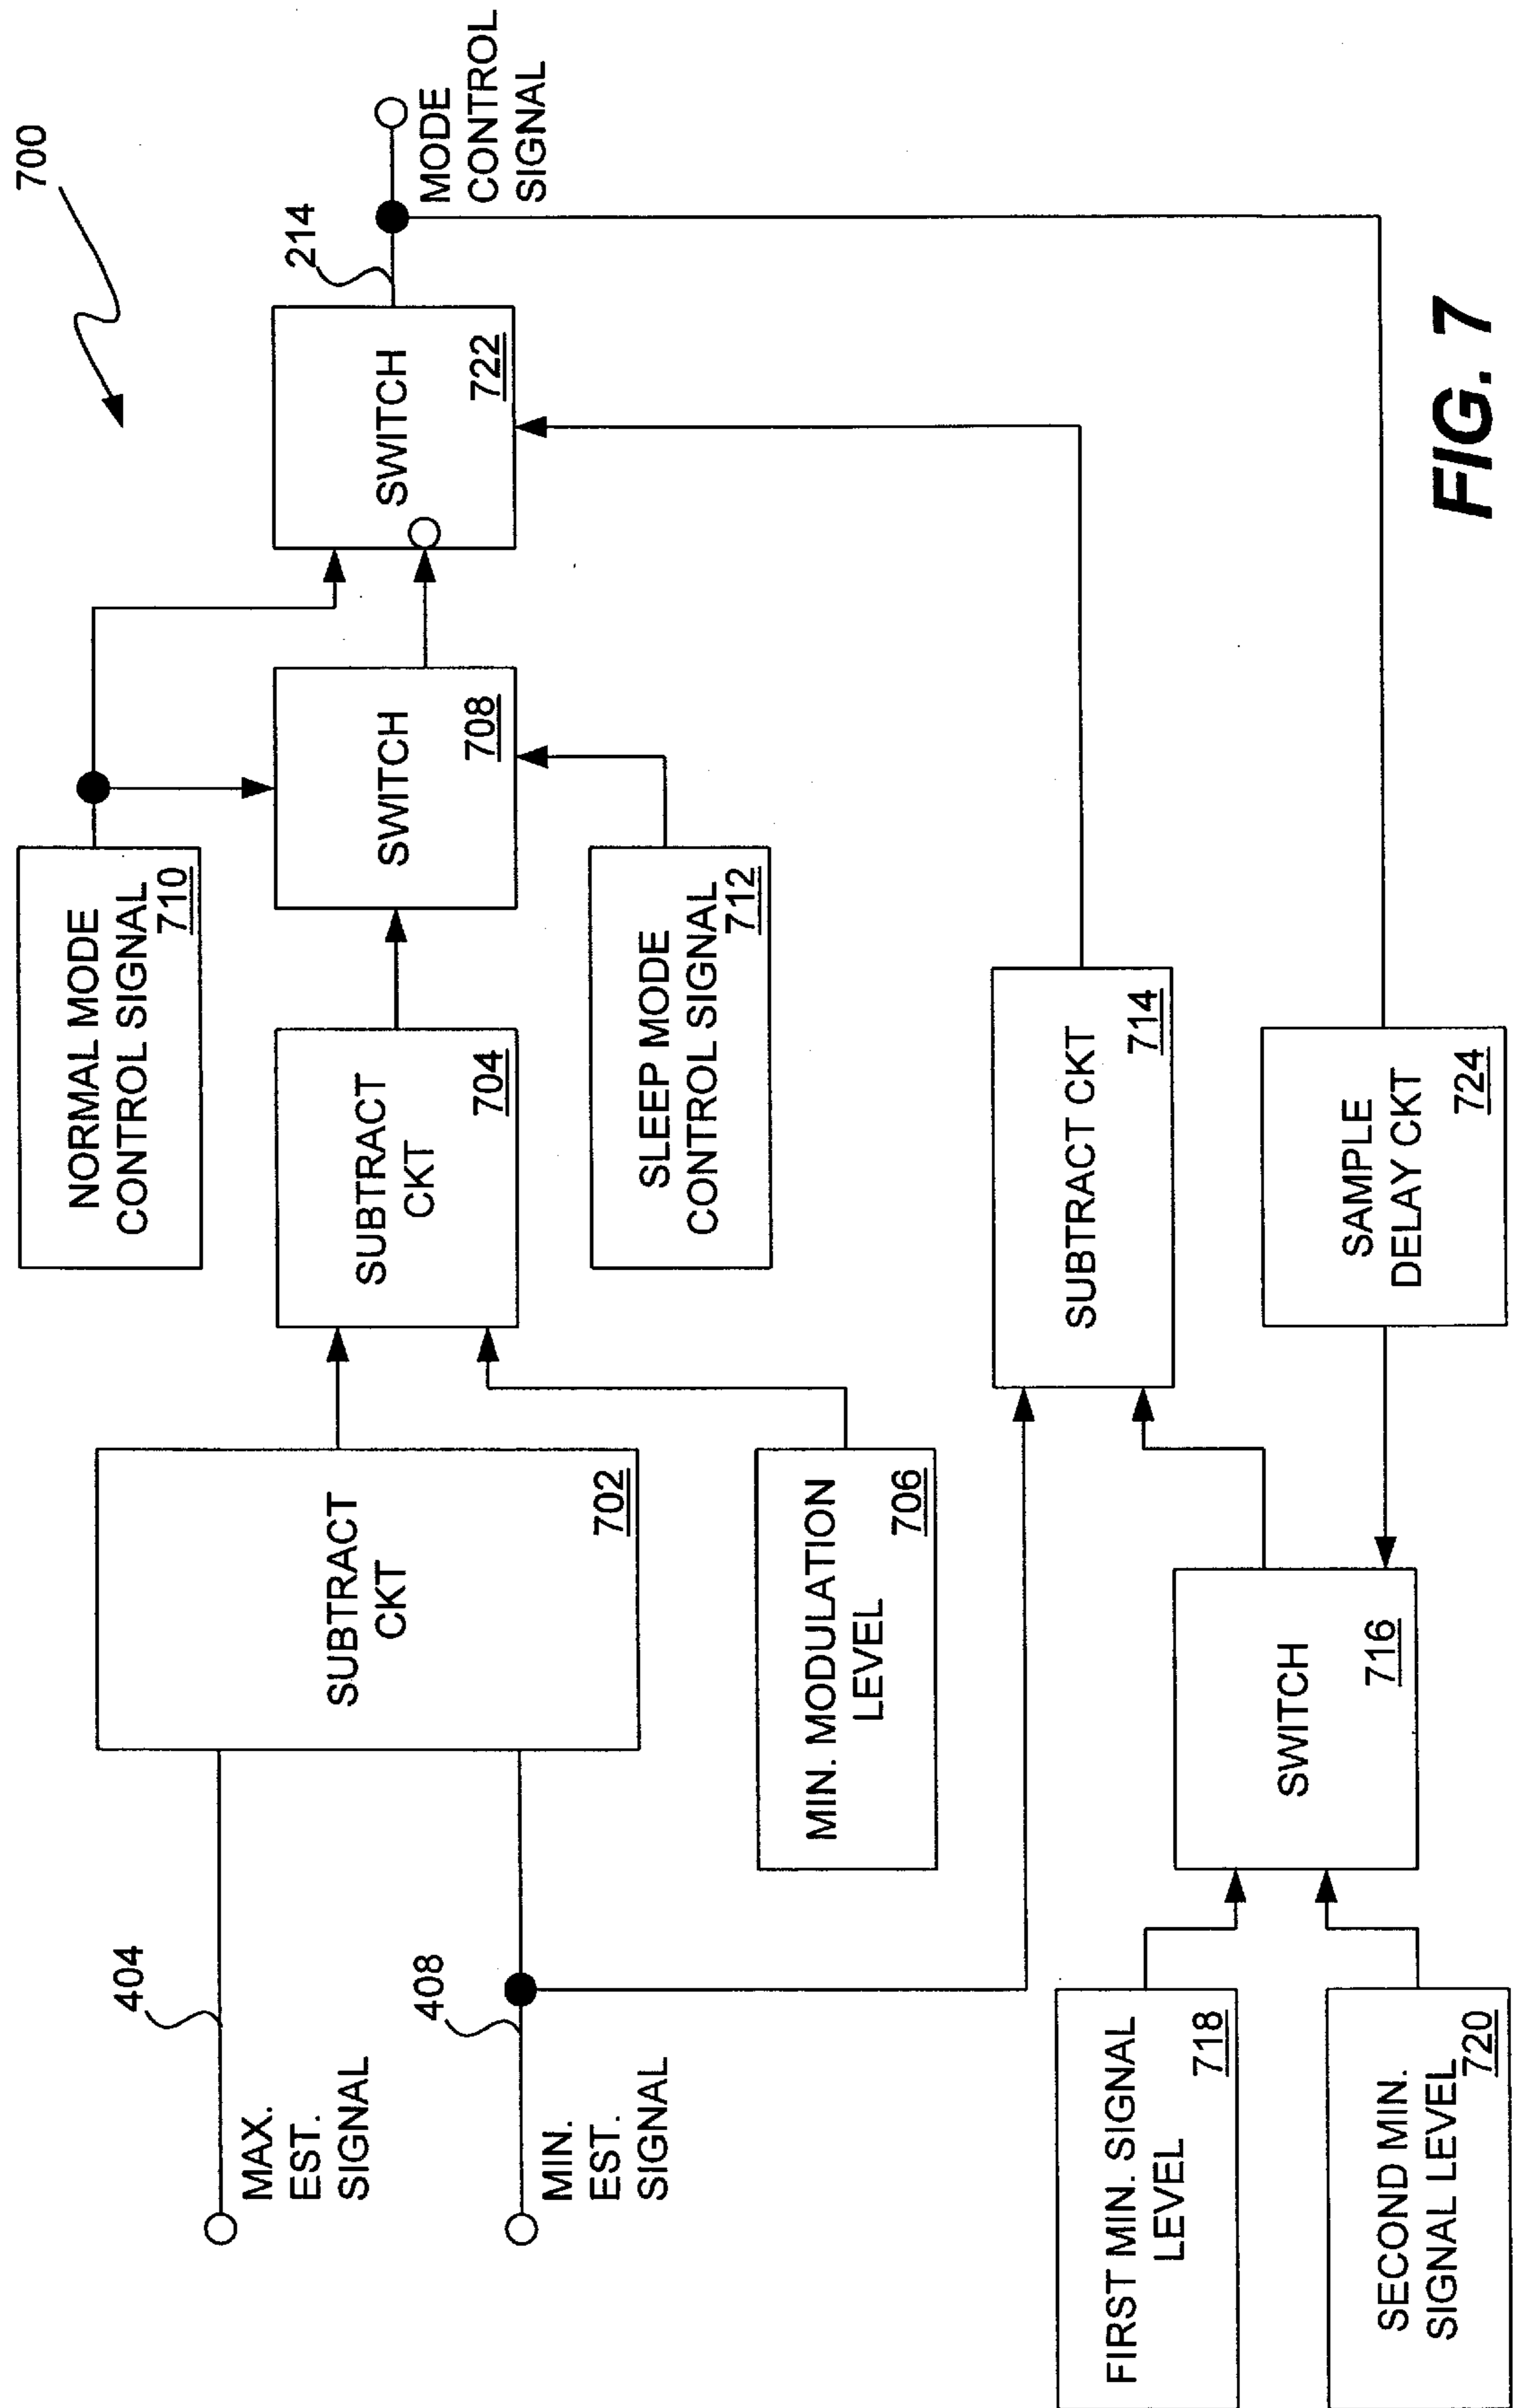 700
NORMAL MODE
CONTROL SIGNAL
710
404
MAX.
EST.
SIGNAL
408
MIN.
EST.
SIGNAL
SUBTRACT
CKT
702
SUBTRACT
CKT
704
SWITCH
708
SWITCH
722
214
MODE
CONTROL
SIGNAL
MIN. MODULATION
LEVEL
706
SLEEP MODE
CONTROL SIGNAL
712
SUBTRACT CKT
714
FIRST MIN. SIGNAL
LEVEL
718
SECOND MIN.
SIGNAL LEVEL
720
SWITCH
716
SAMPLE
DELAY CKT
724
FIG. 7